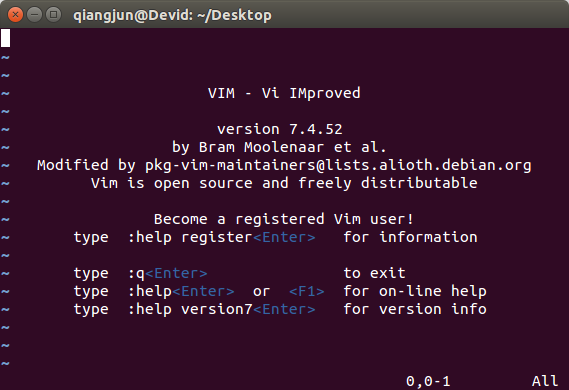 qiangjun@Devid: ~/Desktop
~
~
~
~ VIM - Vi IMproved
~
~ version 7.4.52
~ by Bram Moolenaar et al.
~ Modified by pkg-vim-maintainers@lists.alioth.debian.org
~ Vim is open source and freely distributable
~
~ Become a registered Vim user!
~ type :help register<Enter> for information
~
~ type :q<Enter> to exit
~ type :help<Enter> or <F1> for on-line help
~ type :help version7<Enter> for version info
~
~
~
0,0-1 All